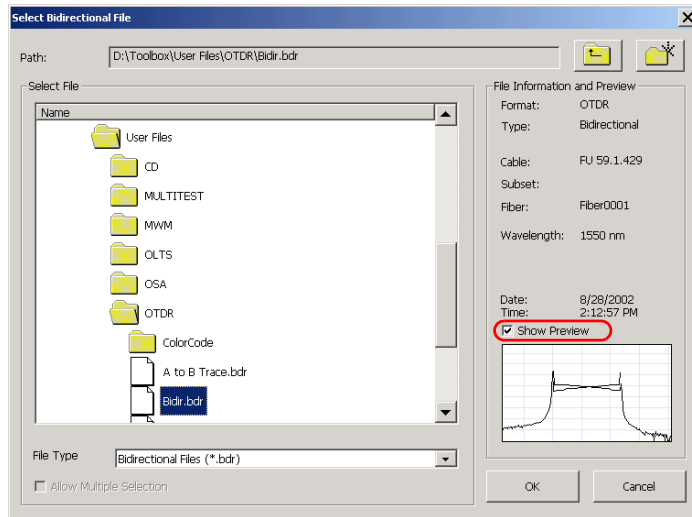 Select Bidirectional File
Path:
D:\Toolbox\User Files\OTDR\Bidir.bdr
Select File
Name
User Files
CD
MULTITEST
MWM
OLTS
OSA
OTDR
ColorCode
A to B Trace.bdr
Bidir.bdr
File Type
Bidirectional Files (*.bdr)
Allow Multiple Selection
File Information and Preview
Format: OTDR
Type: Bidirectional
Cable: FU 59.1.429
Subset:
Fiber: Fiber0001
Wavelength: 1550 nm
Date: 8/28/2002
Time: 2:12:57 PM
Show Preview
OK
Cancel